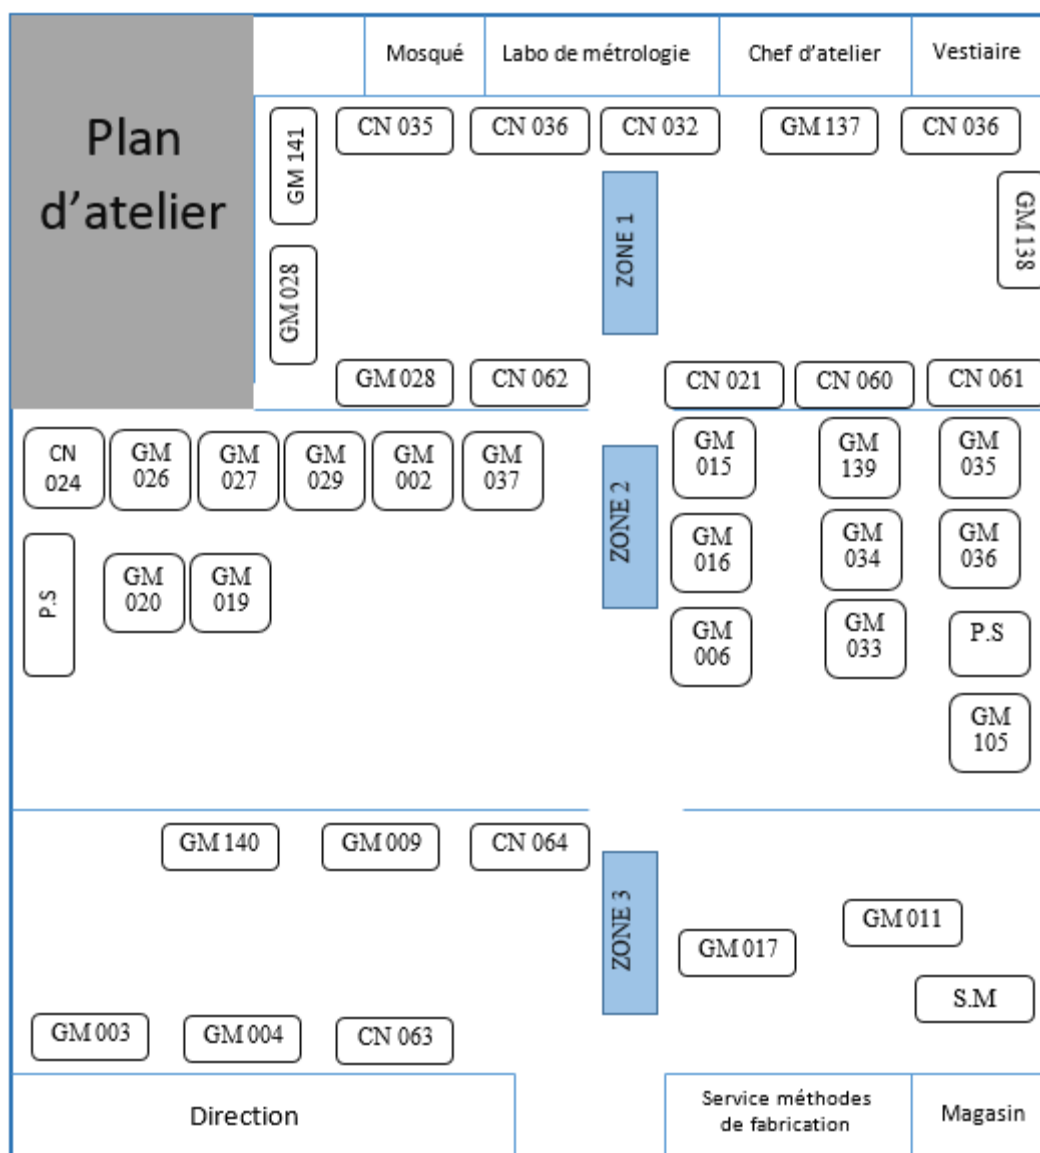 Plan
d’atelier
Mosqué
Labo de métrologie
Chef d’atelier
Vestiaire
GM 141
CN 035
CN 036
CN 032
GM 137
CN 036
GM 138
ZONE 1
GM 028
GM 028
CN 062
CN 021
CN 060
CN 061
CN
024
GM
026
GM
027
GM
029
GM
002
GM
037
ZONE 2
GM
015
GM
139
GM
035
GM
016
GM
034
GM
036
P.S
GM
020
GM
019
GM
006
GM
033
P.S
GM
105
GM 140
GM 009
CN 064
ZONE 3
GM 011
GM 017
S.M
GM 003
GM 004
CN 063
Direction
Service méthodes
de fabrication
Magasin